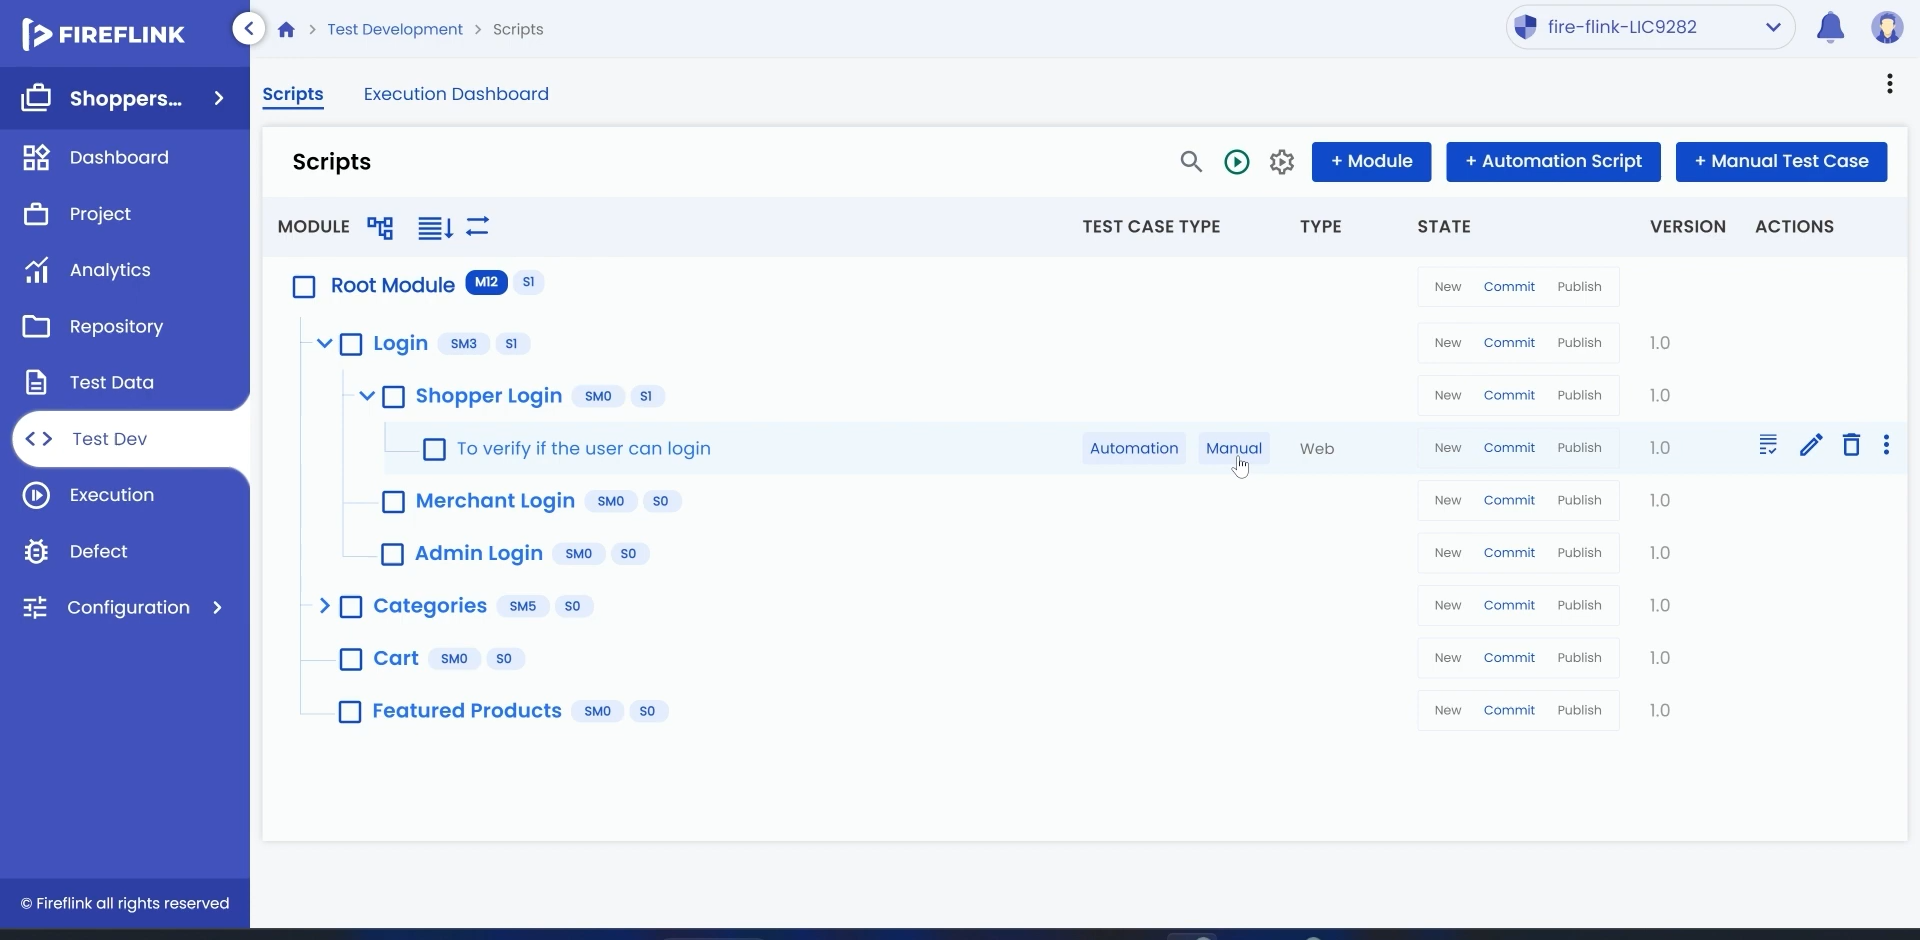 FIREFLINK
Test Development
Scripts
fire-flink-LIC9282
Shoppers...
Scripts
Execution Dashboard
Dashboard
Project
Analytics
Repository
Test Data
Test Dev
Execution
Defect
Configuration
© Fireflink all rights reserved
Scripts
+ Module
+ Automation Script
+ Manual Test Case
MODULE TEST CASE TYPE TYPE STATE VERSION ACTIONS
Root Module M12 S1 New Commit Publish
Login SM3 S1 New Commit Publish 1.0
Shopper Login SM0 S1 New Commit Publish 1.0
To verify if the user can login Automation Manual Web New Commit Publish 1.0
Merchant Login SM0 S0 New Commit Publish 1.0
Admin Login SM0 S0 New Commit Publish 1.0
Categories SM5 S0 New Commit Publish 1.0
Cart SM0 S0 New Commit Publish 1.0
Featured Products SM0 S0 New Commit Publish 1.0